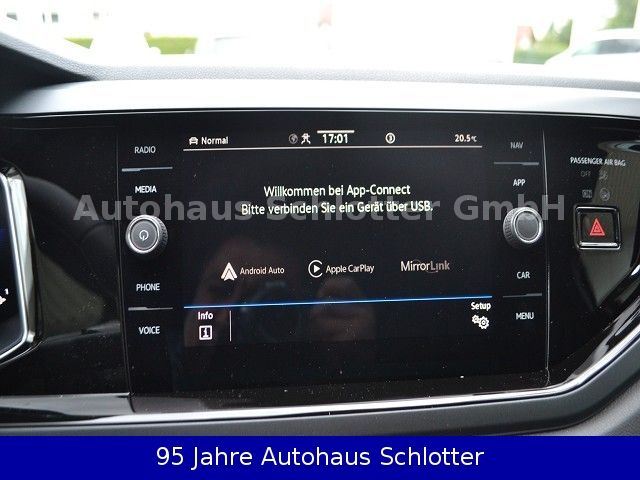 Normal
17:01
20.5°C
RADIO
MEDIA
PHONE
VOICE
NAV
APP
CAR
MENU
PASSENGER AIR BAG
OFF
Willkommen bei App-Connect
Bitte verbinden Sie ein Gerät über USB.
Autohaus Schlotter GmbH
Android Auto
Apple CarPlay
MirrorLink
Info
Setup
95 Jahre Autohaus Schlotter